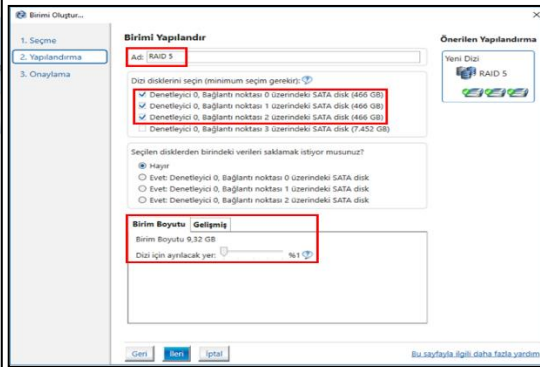 Birimi Oluştur...
1. Seçme
2. Yapılandırma
3. Onaylama
Birimi Yapılandır
Ad: RAID 5
Dizi disklerini seçin (minimum seçim gerekir):
Denetleyici 0, Bağlantı noktası 0 üzerindeki SATA disk (466 GB)
Denetleyici 0, Bağlantı noktası 1 üzerindeki SATA disk (466 GB)
Denetleyici 0, Bağlantı noktası 2 üzerindeki SATA disk (466 GB)
Denetleyici 0, Bağlantı noktası 3 üzerindeki SATA disk (7.452 GB)
Seçilen disklerden birindeki verileri saklamak istiyor musunuz?
Hayır
Evet: Denetleyici 0, Bağlantı noktası 0 üzerindeki SATA disk
Evet: Denetleyici 0, Bağlantı noktası 1 üzerindeki SATA disk
Evet: Denetleyici 0, Bağlantı noktası 2 üzerindeki SATA disk
Birim Boyutu Gelişmiş
Birim Boyutu 9,32 GB
Dizi için ayrılacak yer: %1
Geri İleri İptal
Önerilen Yapılandırma
Yeni Dizi
RAID 5
Bu sayfayla ilgili daha fazla yardım